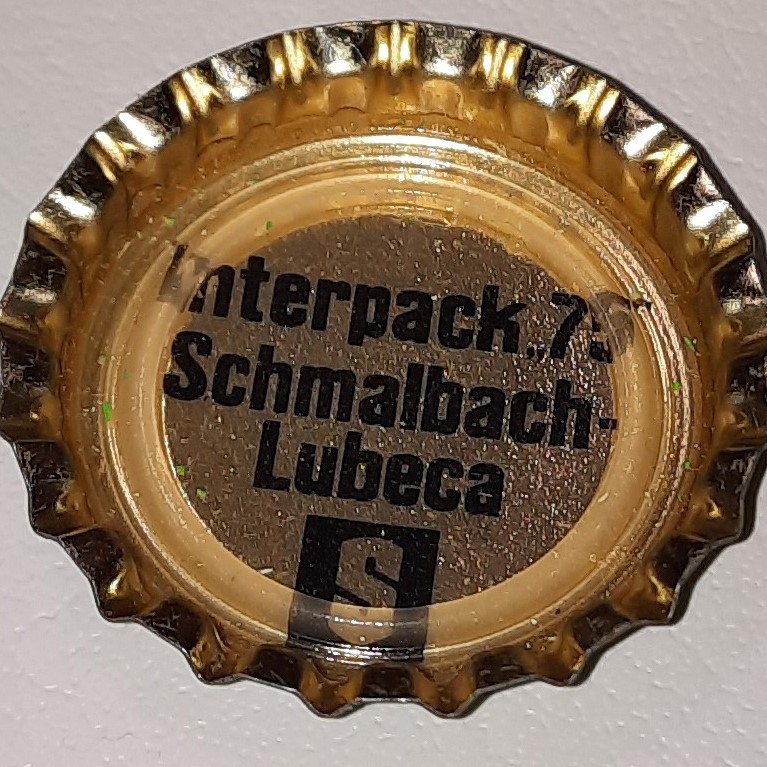 Interpack„75"
Schmalbach-
Lubeca
S